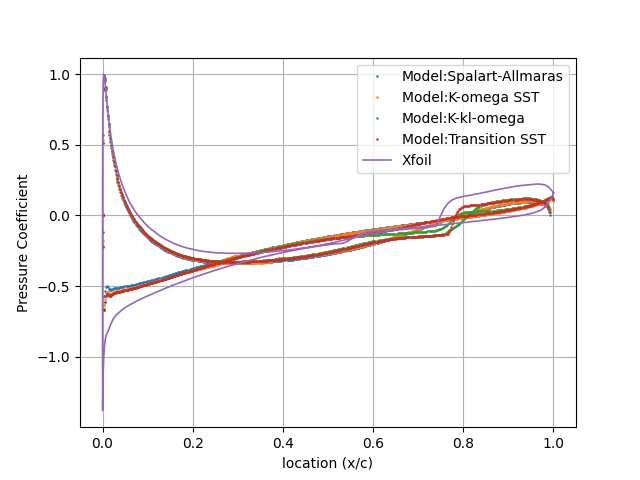 Model:Spalart-Allmaras
Model:K-omega SST
Model:K-kl-omega
Model:Transition SST
Xfoil
1.0
0.5
0.0
−0.5
−1.0
Pressure Coefficient
0.0 0.2 0.4 0.6 0.8 1.0
location (x/c)